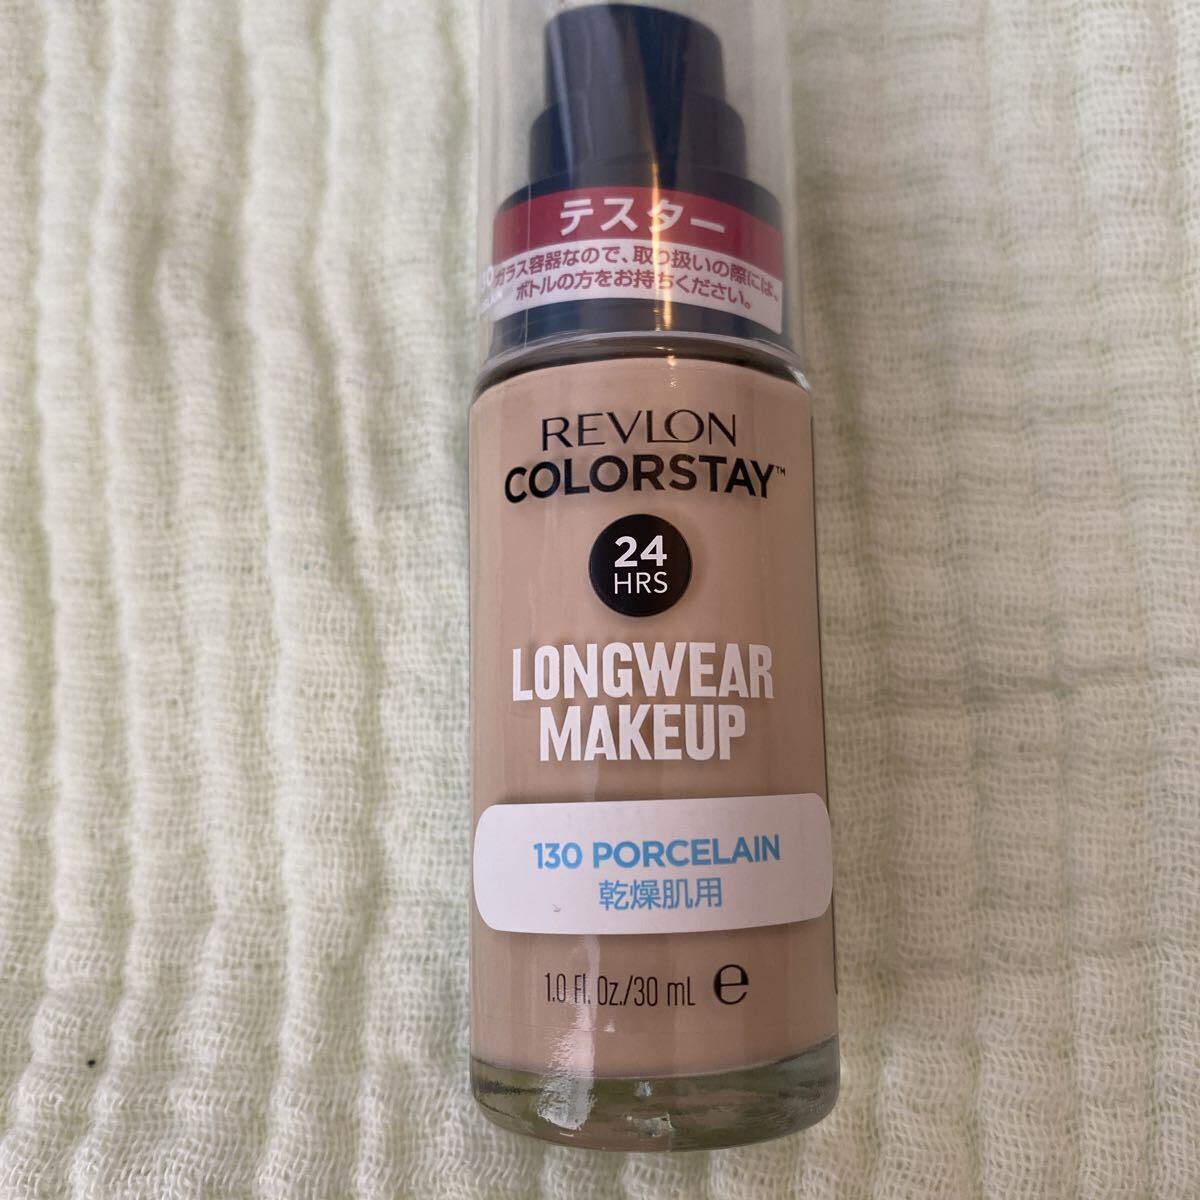 テスター
ガラス容器なので、取り扱いの際には、
ボトルの方をお持ちください。
REVLON
COLORSTAY™
24
HRS
LONGWEAR
MAKEUP
130 PORCELAIN
乾燥肌用
1.0 Fl. Oz./30 mL ℮